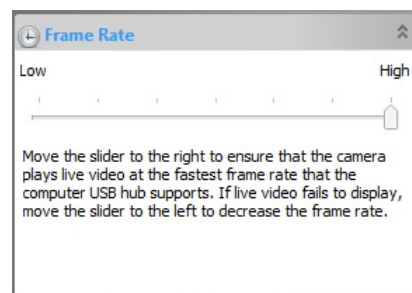 Frame Rate
Low High
Move the slider to the right to ensure that the camera
plays live video at the fastest frame rate that the
computer USB hub supports. If live video fails to display,
move the slider to the left to decrease the frame rate.